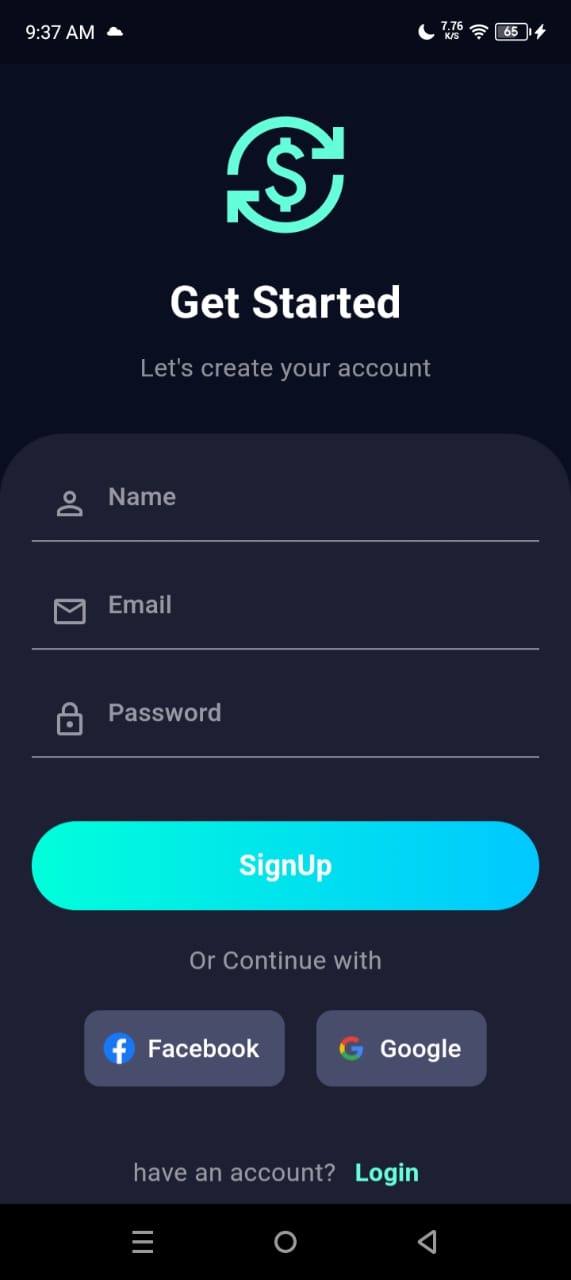 9:37 AM 7.76 K/S 65
$
Get Started
Let's create your account
Name
Email
Password
SignUp
Or Continue with
Facebook Google
have an account? Login